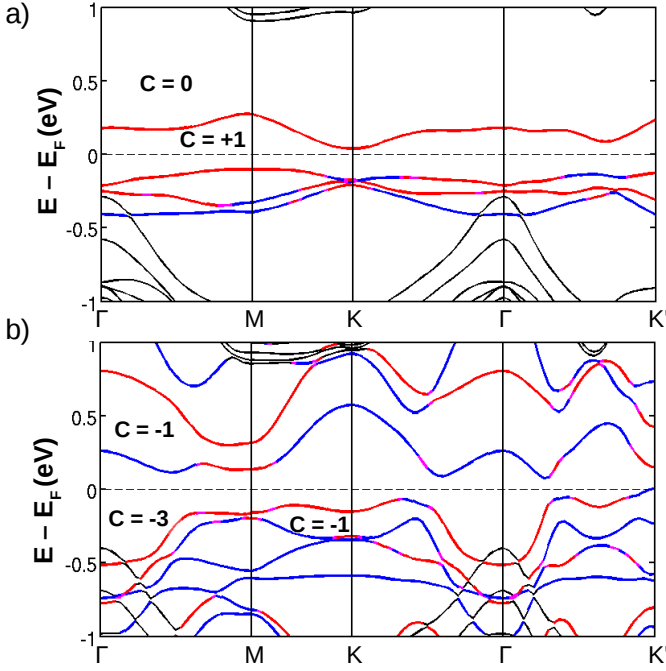 a)
1
0.5
0
-0.5
-1
E − E_F (eV)
C = 0
C = +1
Γ M K Γ K'
b)
1
0.5
0
-0.5
-1
E − E_F (eV)
C = -1
C = -3
C = -1
Γ M K Γ K'